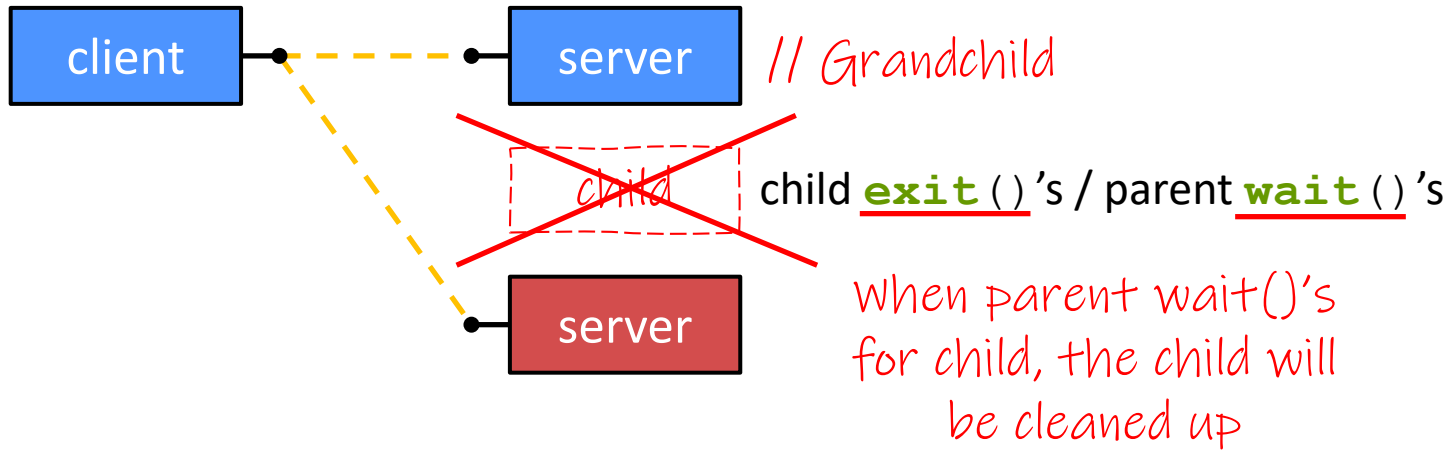 client
server
// Grandchild
child
child exit()’s / parent wait()’s
server
When parent wait()’s
for child, the child will
be cleaned up